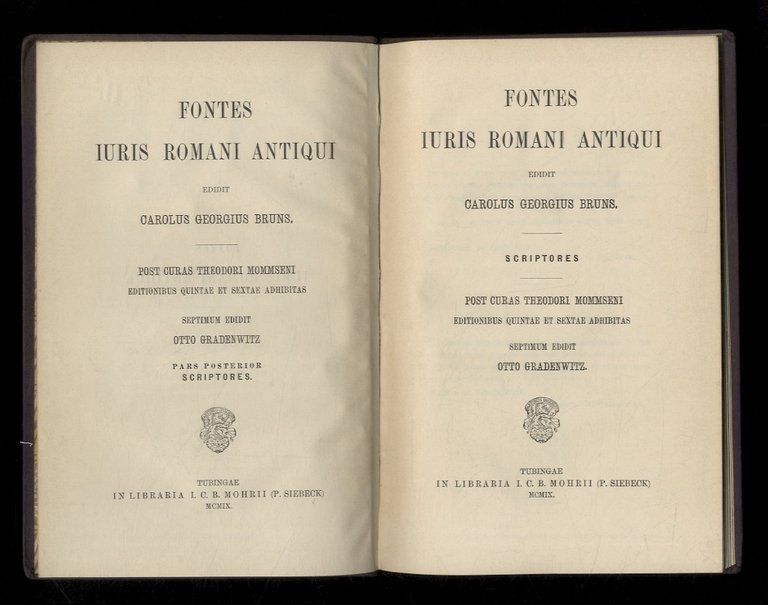 FONTES
IURIS ROMANI ANTIQUI
EDIDIT
CAROLUS GEORGIUS BRUNS.
POST CURAS THEODORI MOMMSENI
EDITIONIBUS QUINTAE ET SEXTAE ADHIBITAS
SEPTIMUM EDIDIT
OTTO GRADENWITZ
PARS POSTERIOR
SCRIPTORES.
TUBINGAE
IN LIBRARIA I. C. B. MOHRII (P. SIEBECK)
MCMIX.
FONTES
IURIS ROMANI ANTIQUI
EDIDIT
CAROLUS GEORGIUS BRUNS.
SCRIPTORES
POST CURAS THEODORI MOMMSENI
EDITIONIBUS QUINTAE ET SEXTAE ADHIBITAS
SEPTIMUM EDIDIT
OTTO GRADENWITZ.
TUBINGAE
IN LIBRARIA I. C. B. MOHRII (P. SIEBECK)
MCMIX.